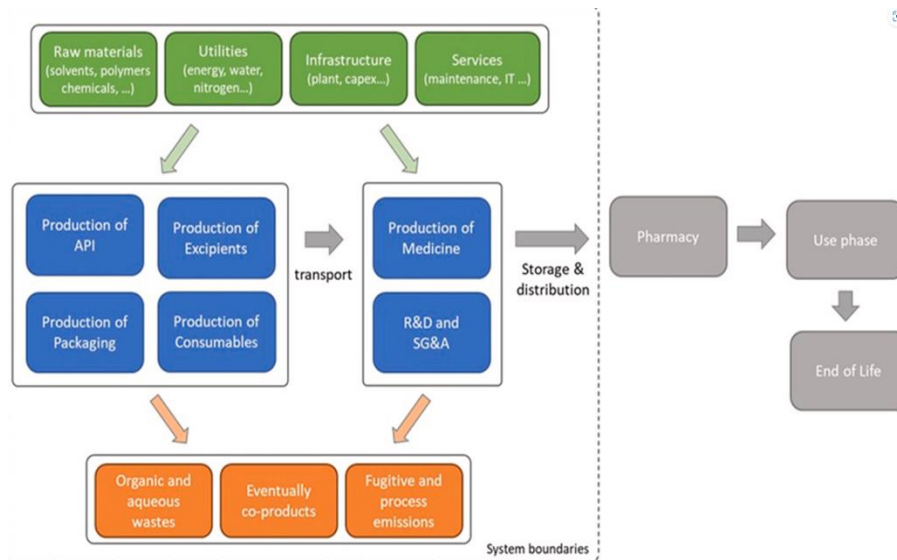 Raw materials
(solvents, polymers
chemicals, ...)
Utilities
(energy, water,
nitrogen...)
Infrastructure
(plant, capex...)
Services
(maintenance, IT ...)
Production of
API
Production of
Excipients
Production of
Packaging
Production of
Consumables
transport
Production of
Medicine
R&D and
SG&A
Storage &
distribution
Pharmacy
Use phase
End of Life
Organic and
aqueous
wastes
Eventually
co-products
Fugitive and
process
emissions
System boundaries